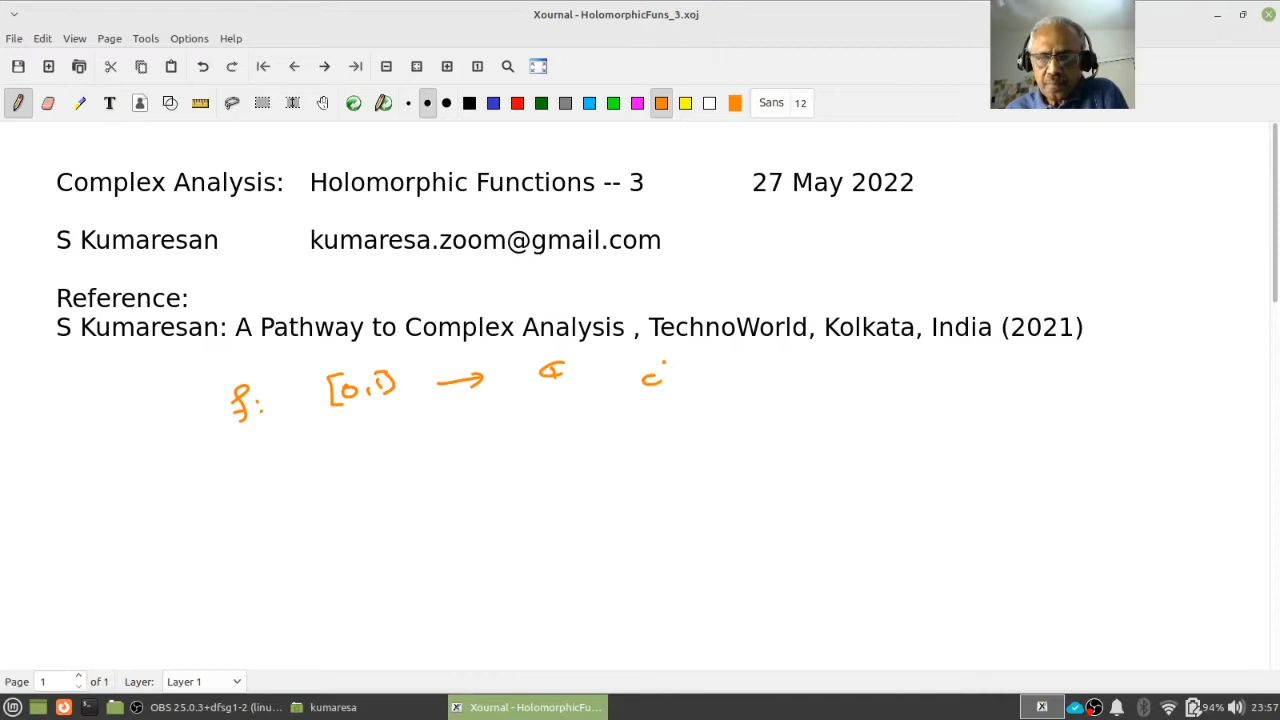 Xournal - HolomorphicFuns_3.xoj
File Edit View Page Tools Options Help
Sans 12
Complex Analysis: Holomorphic Functions -- 3 27 May 2022
S Kumaresan kumaresa.zoom@gmail.com
Reference:
S Kumaresan: A Pathway to Complex Analysis , TechnoWorld, Kolkata, India (2021)
f: [0,1] → ℂ
Page 1 of 1 Layer: Layer 1
OBS 25.0.3+dfsg1-2 (linu... kumaresa Xournal - HolomorphicFu... 94% 23:57